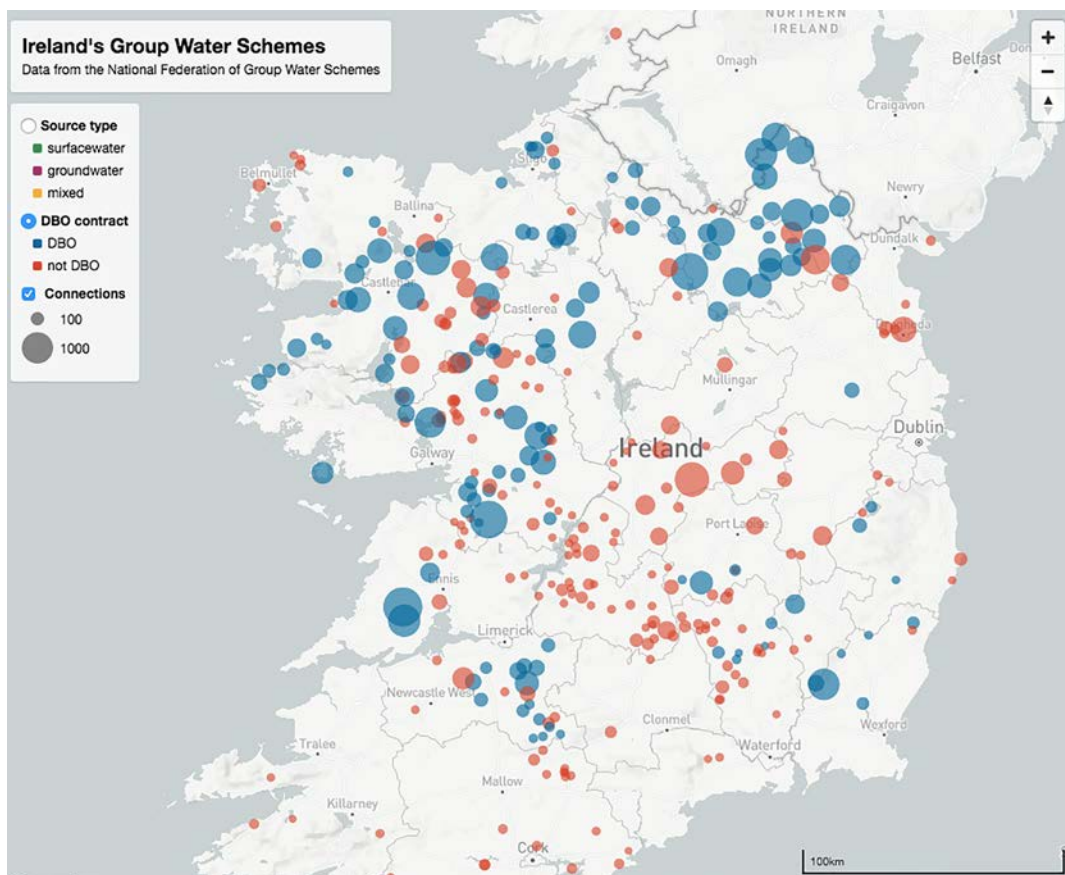 Ireland's Group Water Schemes
Data from the National Federation of Group Water Schemes
Source type
surfacewater
groundwater
mixed
DBO contract
DBO
not DBO
Connections
100
1000
+
−
NORTHERN
IRELAND
Omagh
Belfast
Craigavon
Newry
Dundalk
Sligo
Belmullet
Ballina
Castlebar
Castlerea
Drogheda
Mullingar
Dublin
Ireland
Galway
Port Laoise
Ennis
Limerick
Newcastle West
Clonmel
Wexford
Waterford
Tralee
Mallow
Killarney
Cork
100km